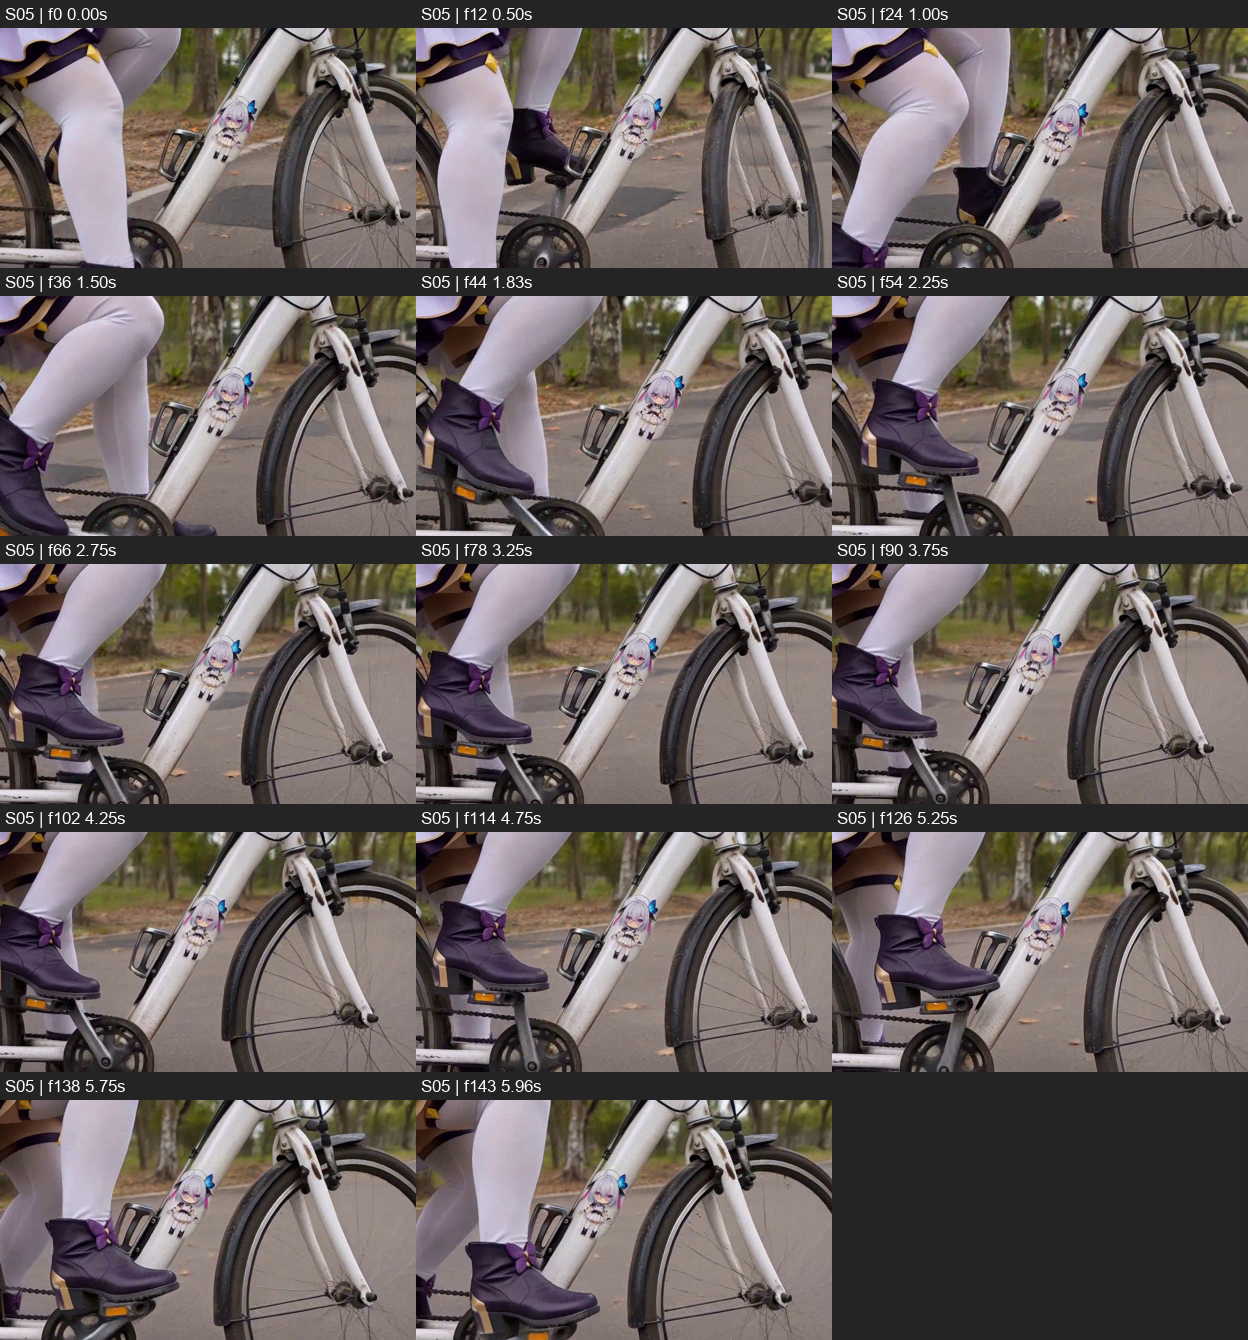 S05 | f0 0.00s
S05 | f12 0.50s
S05 | f24 1.00s
S05 | f36 1.50s
S05 | f44 1.83s
S05 | f54 2.25s
S05 | f66 2.75s
S05 | f78 3.25s
S05 | f90 3.75s
S05 | f102 4.25s
S05 | f114 4.75s
S05 | f126 5.25s
S05 | f138 5.75s
S05 | f143 5.96s